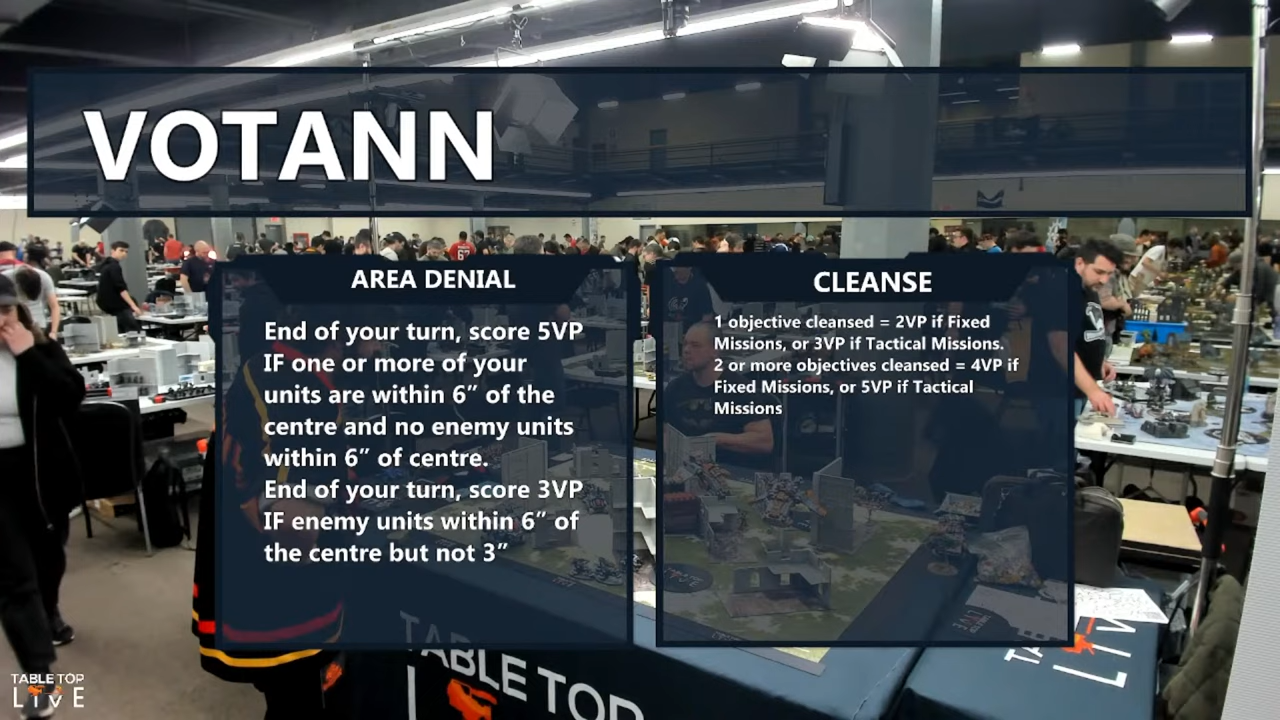 VOTANN
AREA DENIAL
End of your turn, score 5VP
IF one or more of your
units are within 6” of the
centre and no enemy units
within 6” of centre.
End of your turn, score 3VP
IF enemy units within 6” of
the centre but not 3”
CLEANSE
1 objective cleansed = 2VP if Fixed
Missions, or 3VP if Tactical Missions.
2 or more objectives cleansed = 4VP if
Fixed Missions, or 5VP if Tactical
Missions
TABLE TOP
LIVE
TABLE TOP